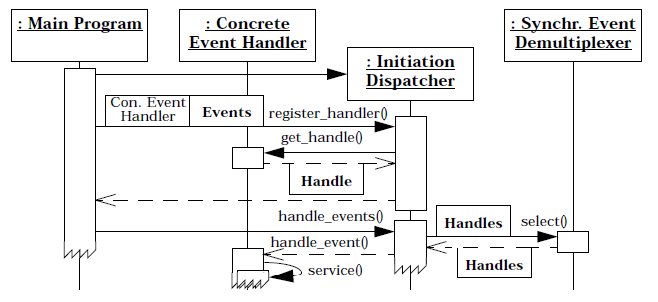 : Main Program
: Concrete
Event Handler
: Initiation
Dispatcher
: Synchr. Event
Demultiplexer
Con. Event
Handler
Events
register_handler()
get_handle()
Handle
handle_events()
Handles
select()
handle_event()
Handles
service()